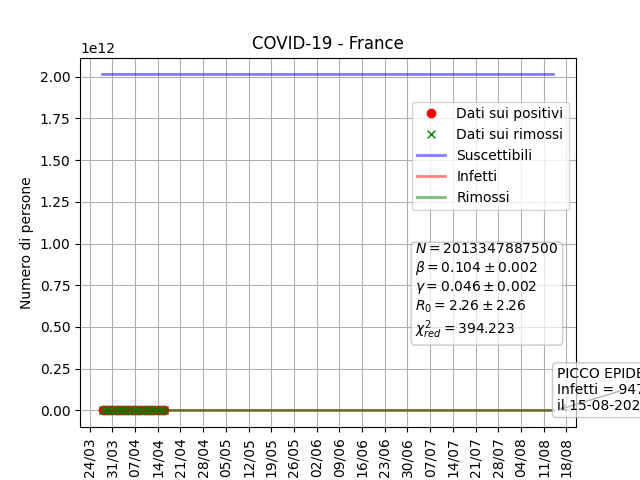 COVID-19 - France
1e12
2.00
1.75
1.50
1.25
1.00
0.75
0.50
0.25
0.00
Numero di persone
Dati sui positivi
Dati sui rimossi
Suscettibili
Infetti
Rimossi
N = 2013347887500
β = 0.104 ± 0.002
γ = 0.046 ± 0.002
R₀ = 2.26 ± 2.26
χ²_red = 394.223
PICCO EPIDE
Infetti = 947
il 15-08-202
24/03
31/03
07/04
14/04
21/04
28/04
05/05
12/05
19/05
26/05
02/06
09/06
16/06
23/06
30/06
07/07
14/07
21/07
28/07
04/08
11/08
18/08